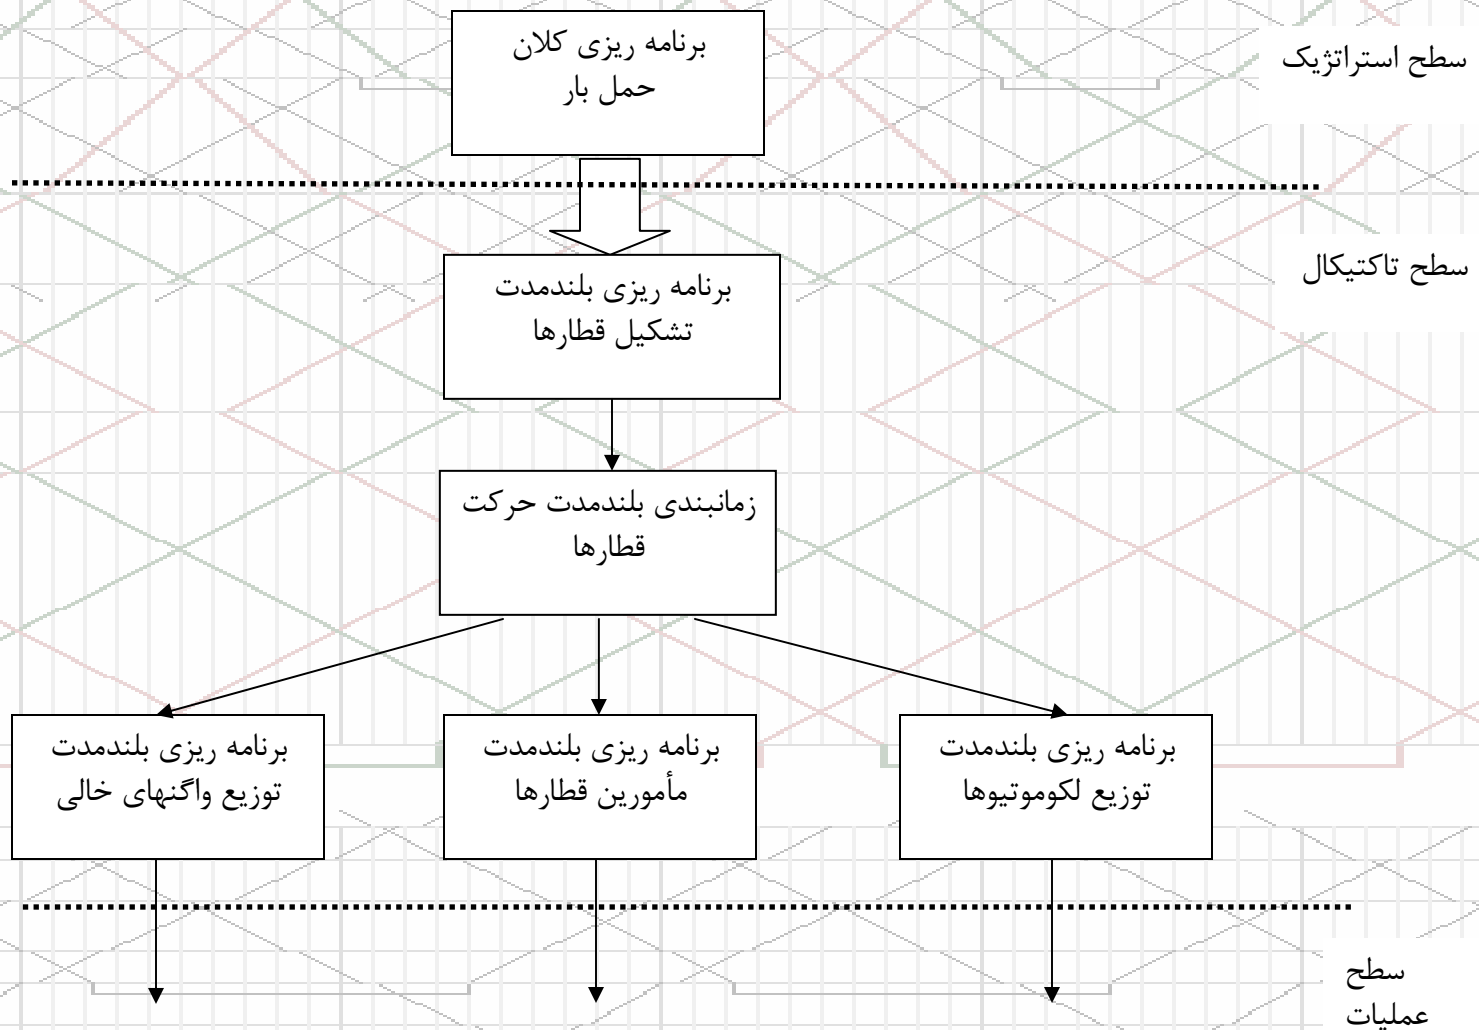 برنامه ریزی کلان
حمل بار
سطح استراتژیک
سطح تاکتیکال
برنامه ریزی بلندمدت
تشکیل قطارها
زمانبندی بلندمدت حرکت
قطارها
برنامه ریزی بلندمدت
توزیع لکوموتیوها
برنامه ریزی بلندمدت
مأمورین قطارها
برنامه ریزی بلندمدت
توزیع واگنهای خالی
سطح
عملیات